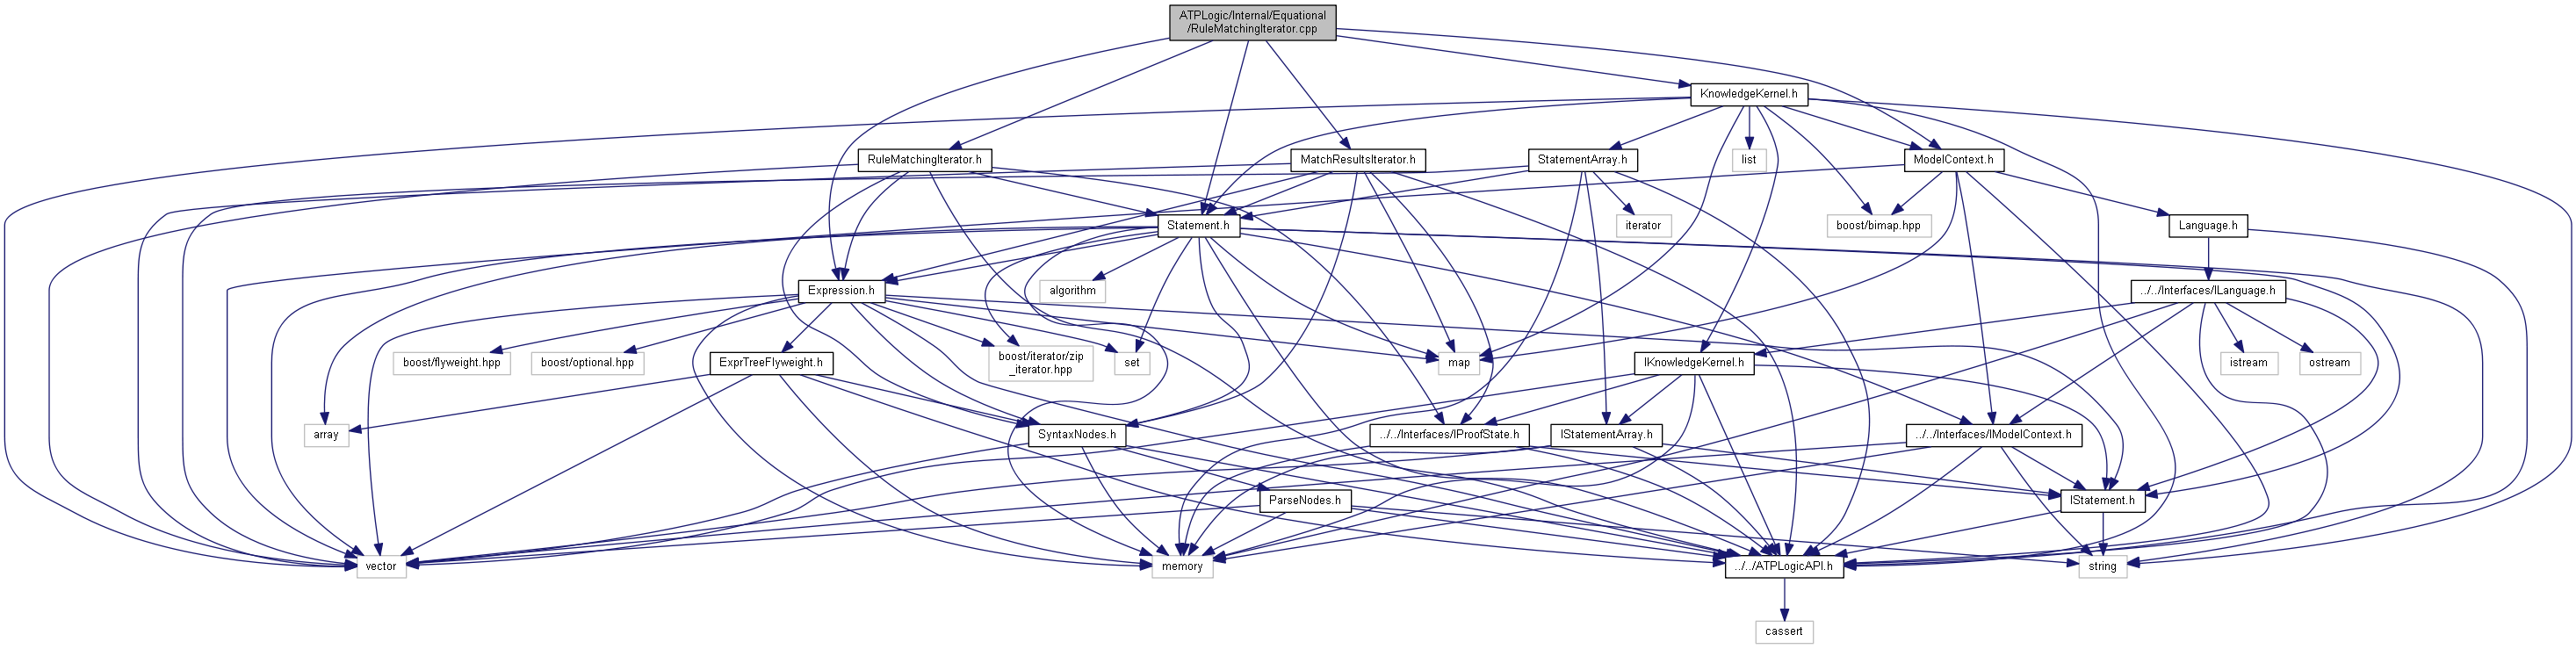 ATPLogic/Internal/Equational
/RuleMatchingIterator.cpp
KnowledgeKernel.h
RuleMatchingIterator.h
MatchResultsIterator.h
StatementArray.h
list
ModelContext.h
Statement.h
iterator
boost/bimap.hpp
Language.h
Expression.h
algorithm
../../Interfaces/ILanguage.h
boost/flyweight.hpp
boost/optional.hpp
ExprTreeFlyweight.h
boost/iterator/zip
_iterator.hpp
set
map
IKnowledgeKernel.h
istream
ostream
array
SyntaxNodes.h
../../Interfaces/IProofState.h
IStatementArray.h
../../Interfaces/IModelContext.h
ParseNodes.h
IStatement.h
vector
memory
../../ATPLogicAPI.h
string
cassert